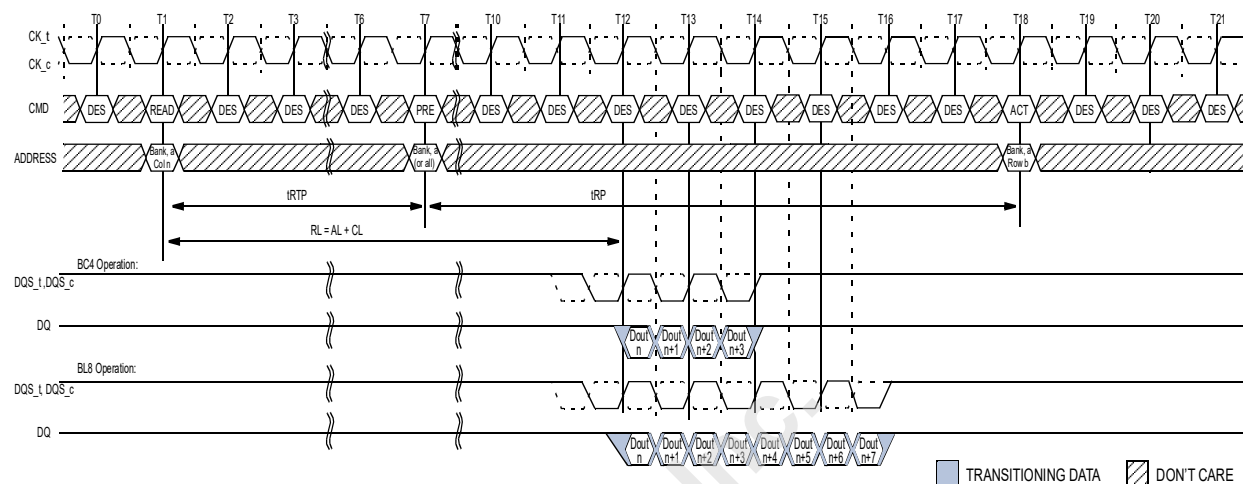 T0 T1 T2 T3 T6 T7 T10 T11 T12 T13 T14 T15 T16 T17 T18 T19 T20 T21
CK_t
CK_c
CMD DES READ DES DES DES PRE DES DES DES DES DES DES DES DES ACT DES DES DES
ADDRESS Bank, a Bank, a Bank, a
Col n (or all) Row b
tRTP tRP
RL = AL + CL
BC4 Operation:
DQS_t, DQS_c
DQ Dout Dout Dout Dout
n n+1 n+2 n+3
BL8 Operation:
DQS_t, DQS_c
DQ Dout Dout Dout Dout Dout Dout Dout Dout
n n+1 n+2 n+3 n+4 n+5 n+6 n+7
TRANSITIONING DATA DON'T CARE